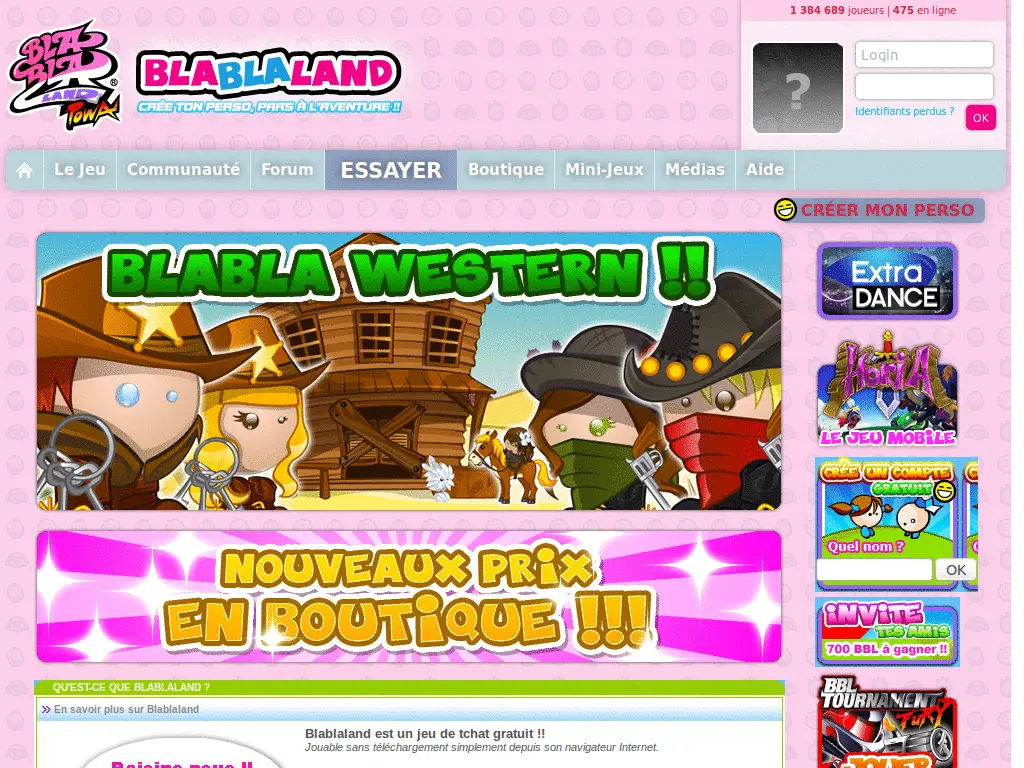 1 384 689 joueurs | 475 en ligne
BLA
BLA
LAND
POWA
®
BLABLALAND
CRÉE TON PERSO, PARS À L'AVENTURE !!
?
Login
Identifiants perdus ?
OK
Le Jeu
Communauté
Forum
ESSAYER
Boutique
Mini-Jeux
Médias
Aide
CRÉER MON PERSO
BLABLA WESTERN !!
Extra
DANCE
HORIA
LE JEU MOBILE
CRÉE UN COMPTE
GRATUIT
Quel nom ?
OK
NOUVEAUX PRIX
EN BOUTIQUE !!!
INVITE
TES AMIS
700 BBL à gagner !!
QU'EST-CE QUE BLABLALAND ?
En savoir plus sur Blablaland
Blablaland est un jeu de tchat gratuit !!
Jouable sans téléchargement simplement depuis son navigateur Internet.
BBL
TOURNAMENT
FURY
JOUER